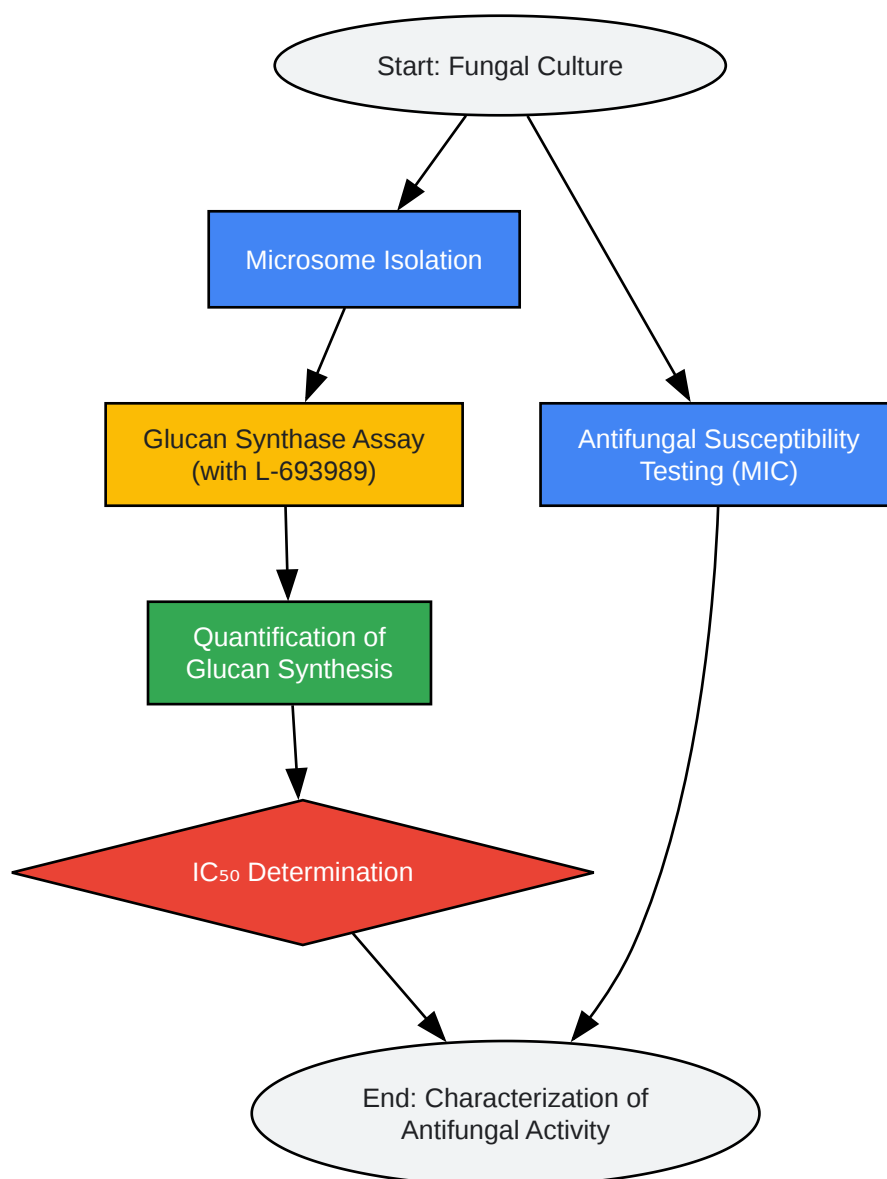 Start: Fungal Culture
Microsome Isolation
Glucan Synthase Assay
(with L-693989)
Antifungal Susceptibility
Testing (MIC)
Quantification of
Glucan Synthesis
IC₅₀ Determination
End: Characterization of
Antifungal Activity